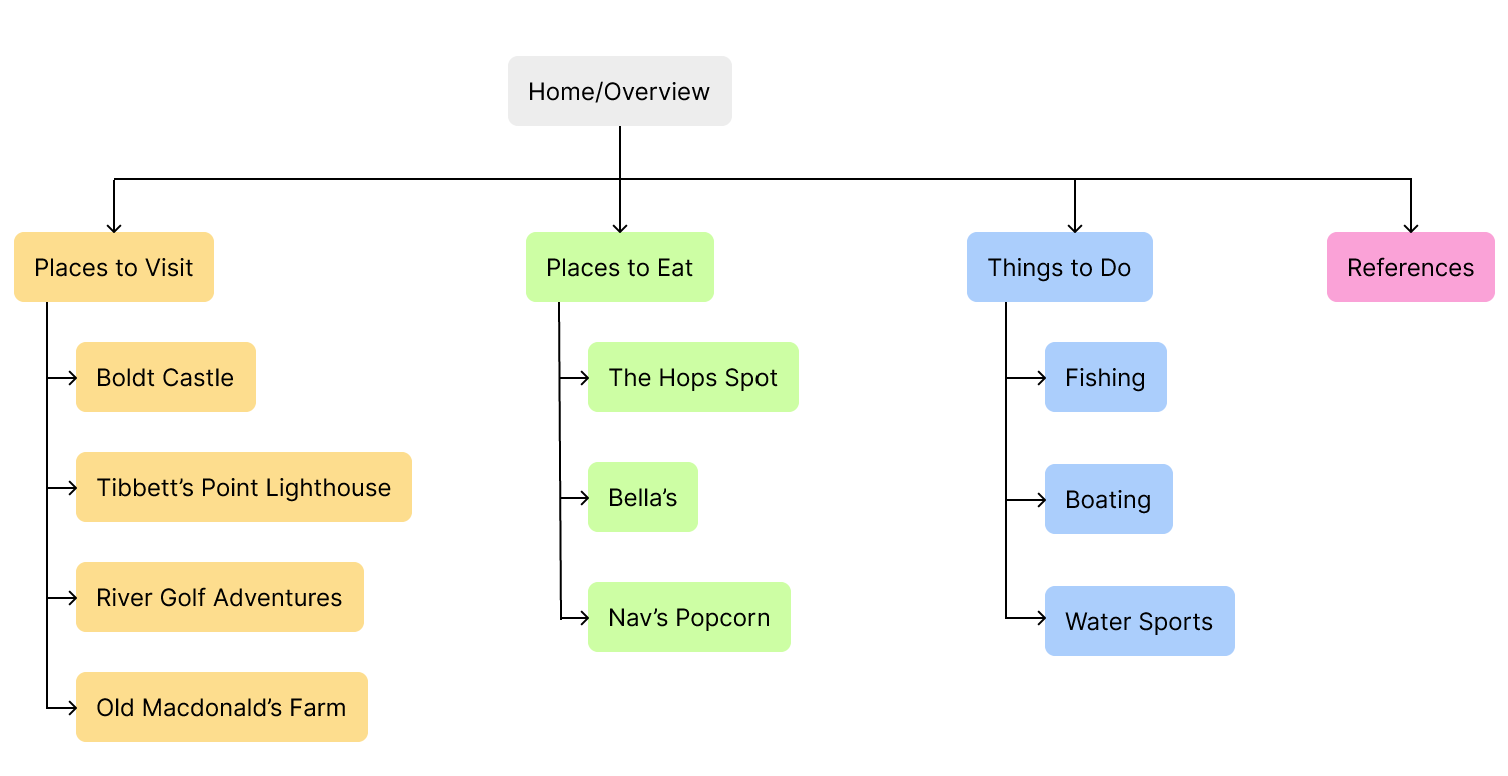 Home/Overview
Places to Visit
Boldt Castle
Tibbett’s Point Lighthouse
River Golf Adventures
Old Macdonald’s Farm
Places to Eat
The Hops Spot
Bella’s
Nav’s Popcorn
Things to Do
Fishing
Boating
Water Sports
References